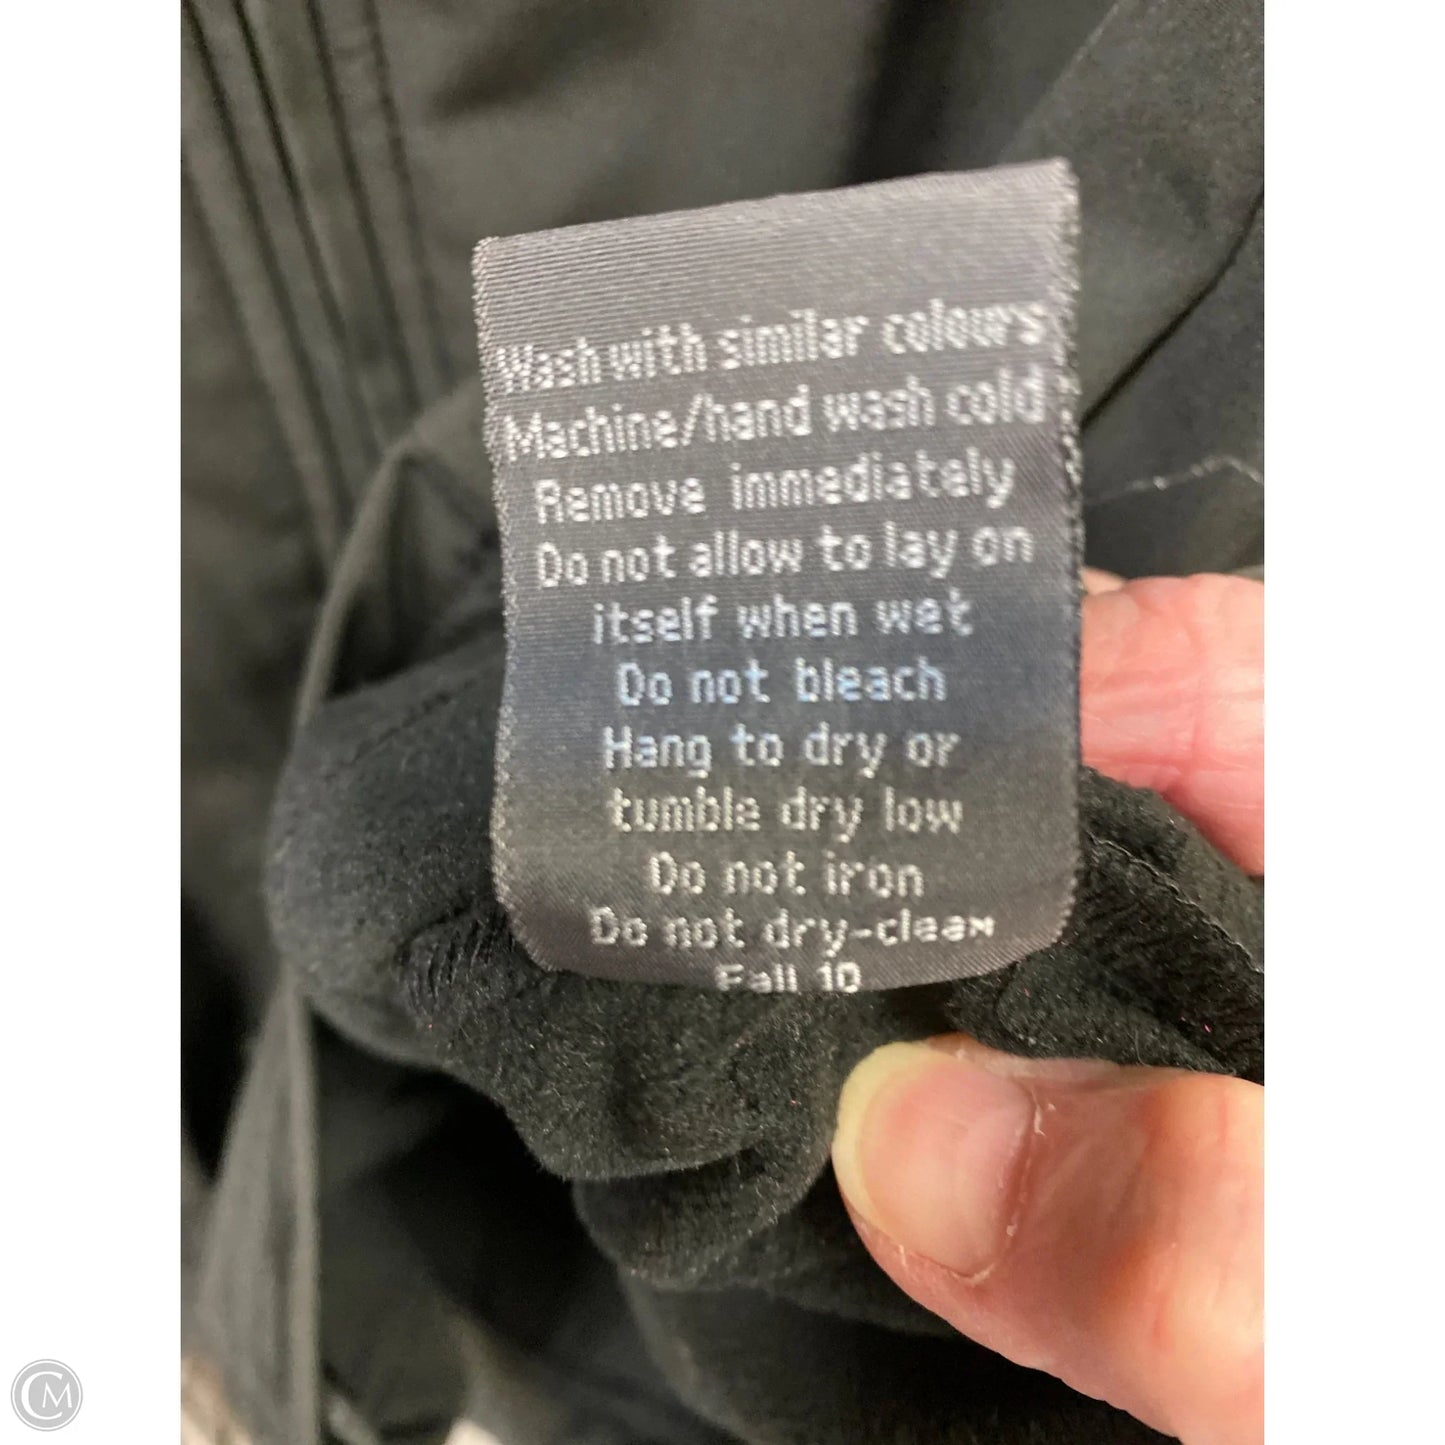 Wash with similar colours
Machine/hand wash cold
Remove immediately
Do not allow to lay on
itself when wet
Do not bleach
Hang to dry or
tumble dry low
Do not iron
Do not dry-clean
Fall 10
CM